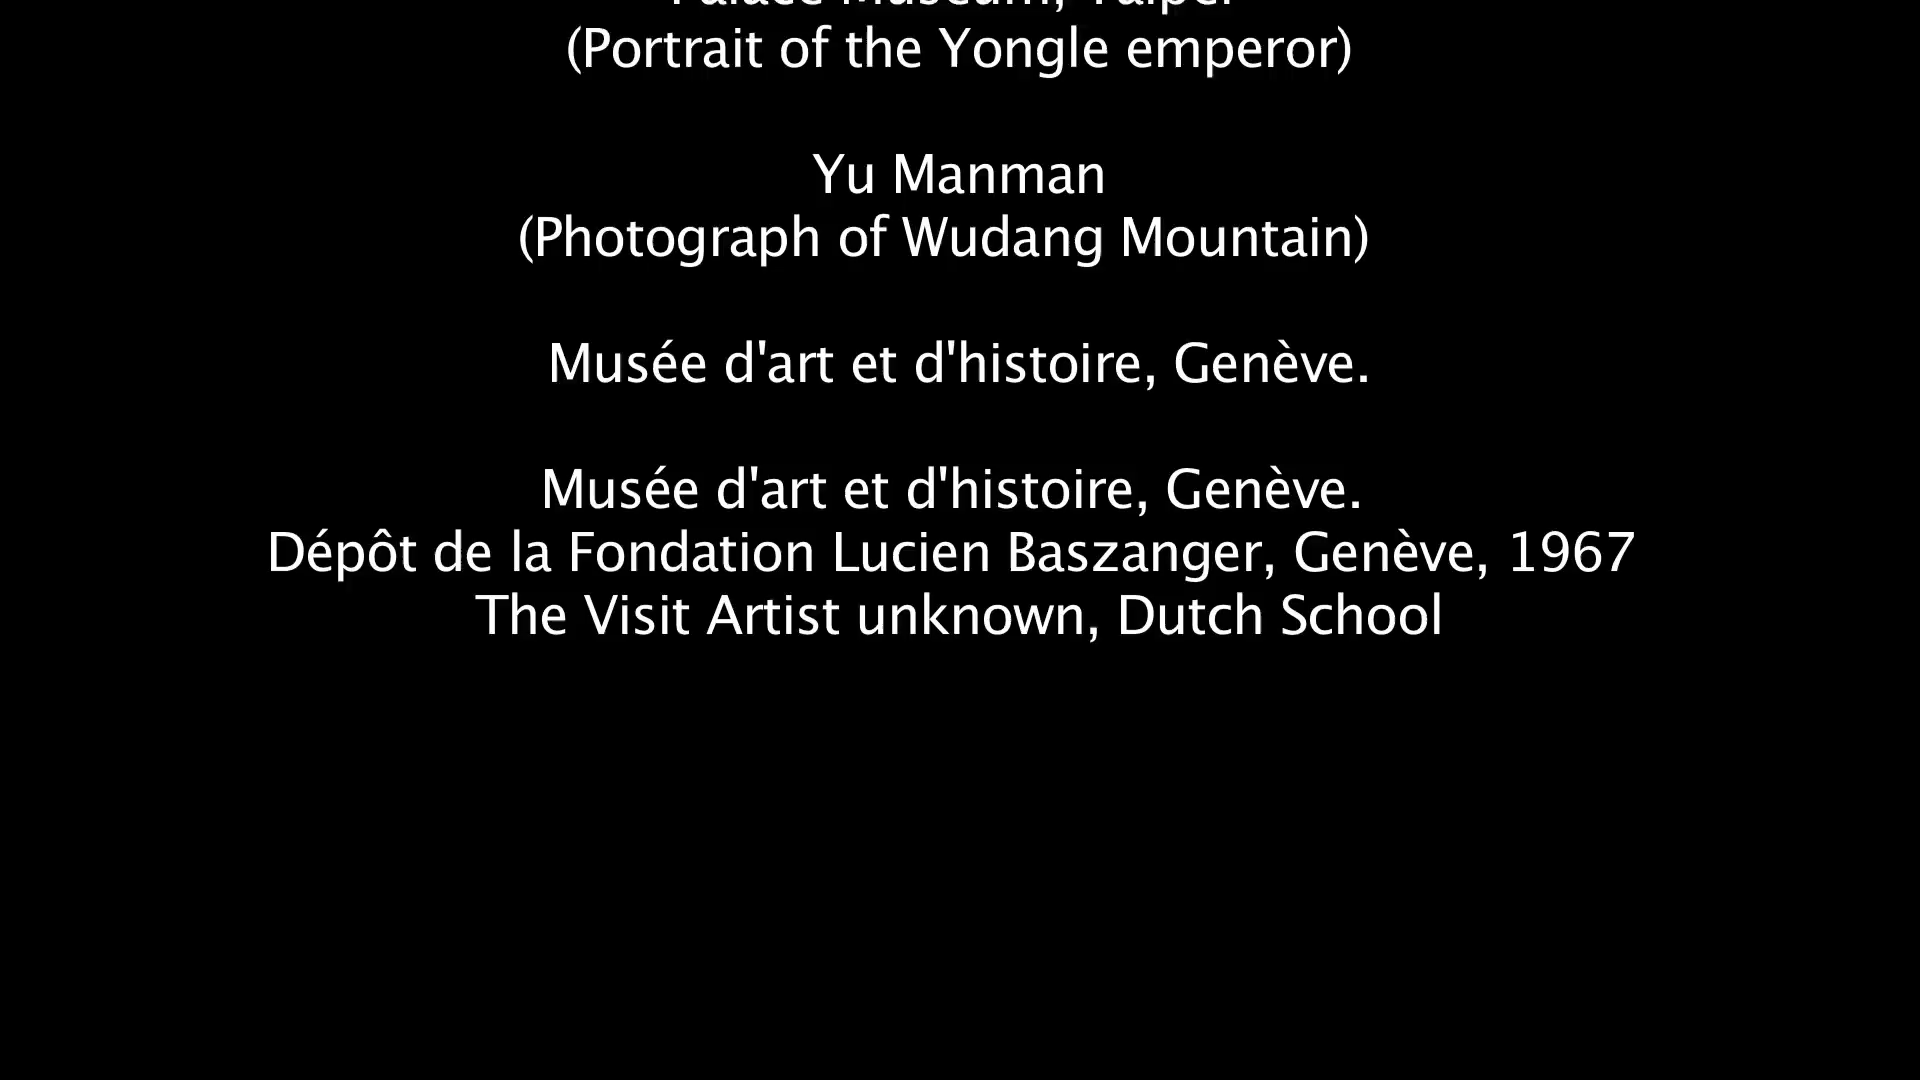 Palace Museum, Taipei
(Portrait of the Yongle emperor)
Yu Manman
(Photograph of Wudang Mountain)
Musée d'art et d'histoire, Genève.
Musée d'art et d'histoire, Genève.
Dépôt de la Fondation Lucien Baszanger, Genève, 1967
The Visit Artist unknown, Dutch School